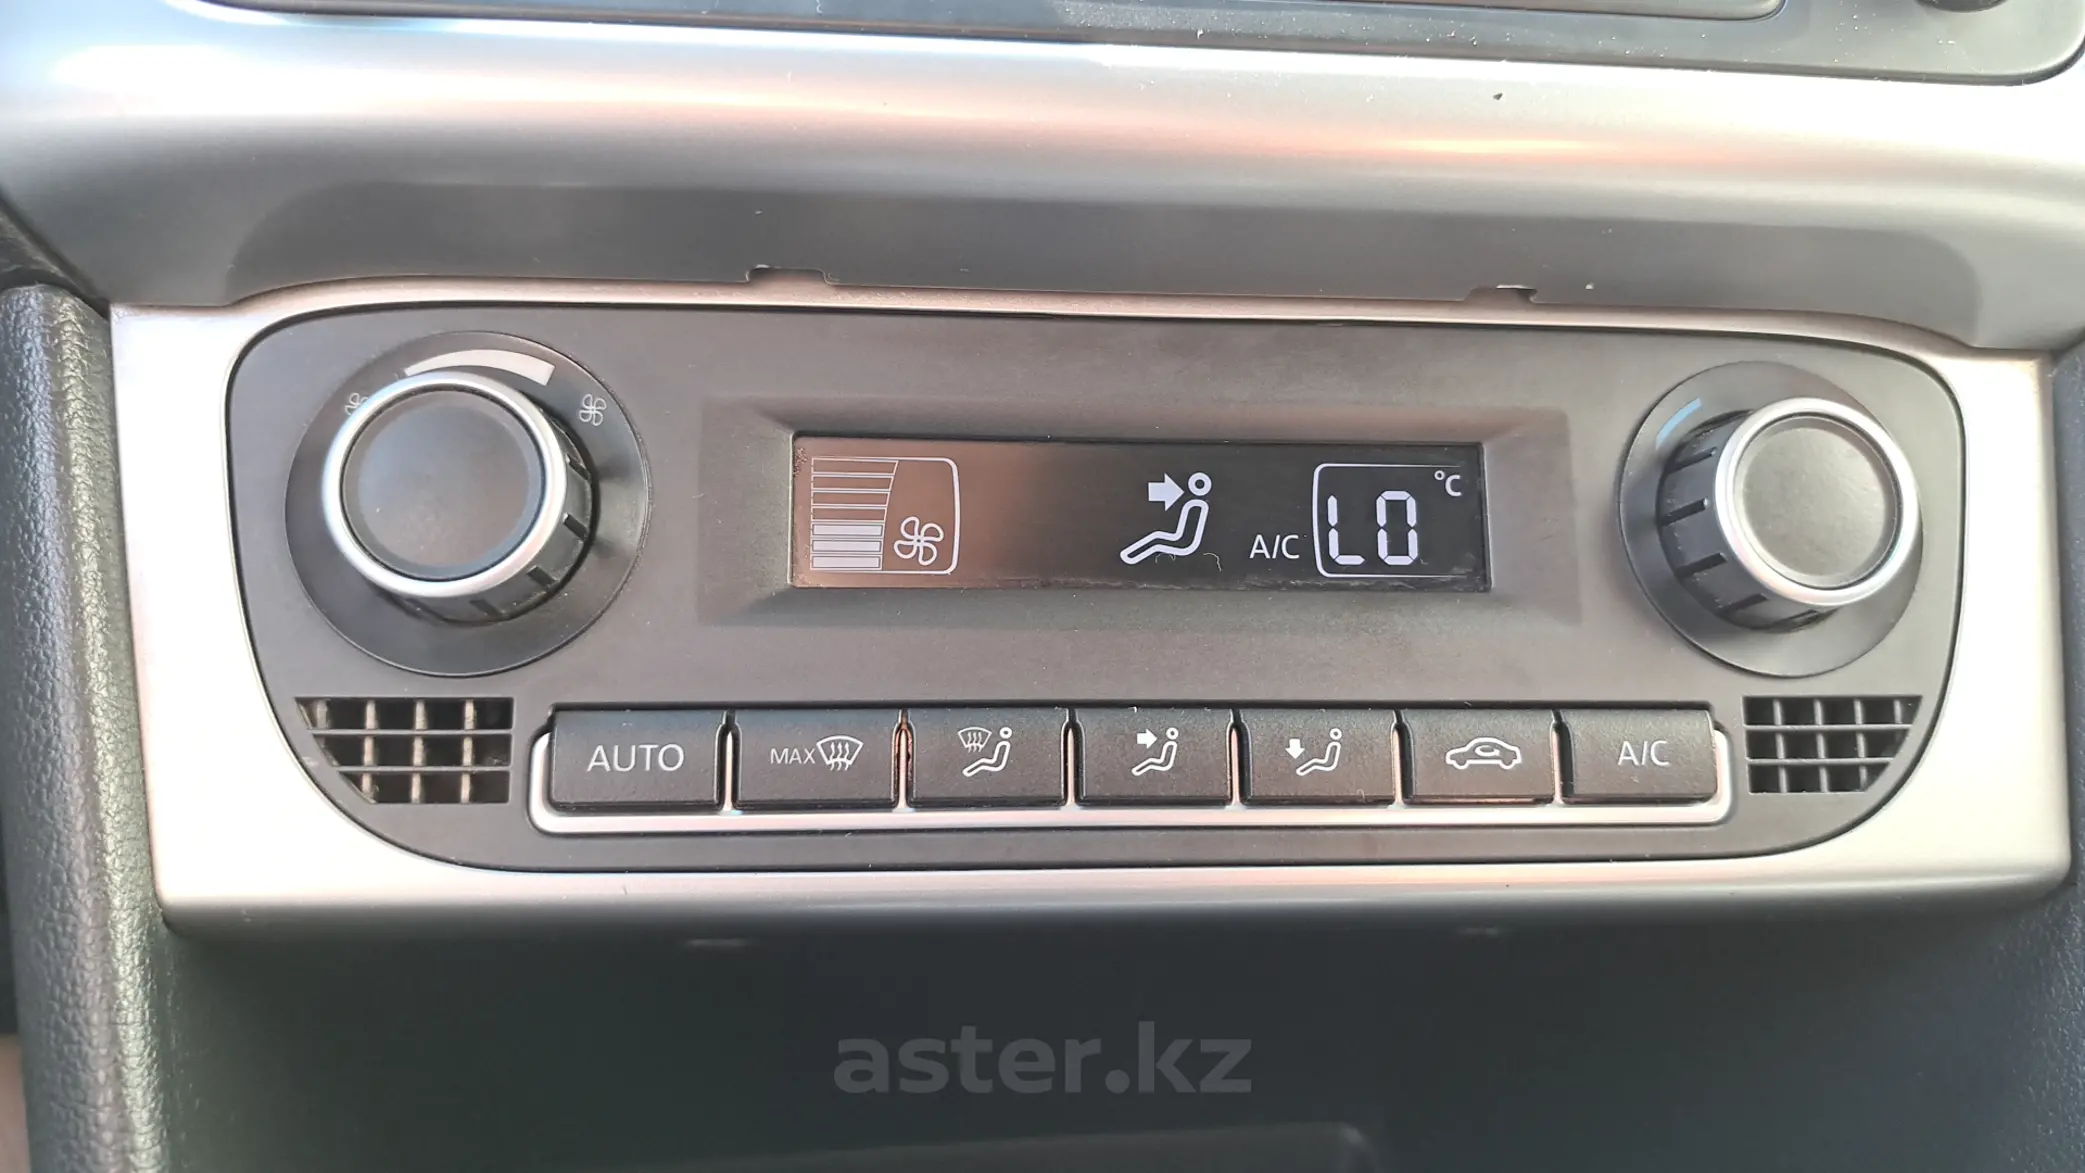 A/C LO °C
AUTO MAX A/C
aster.kz